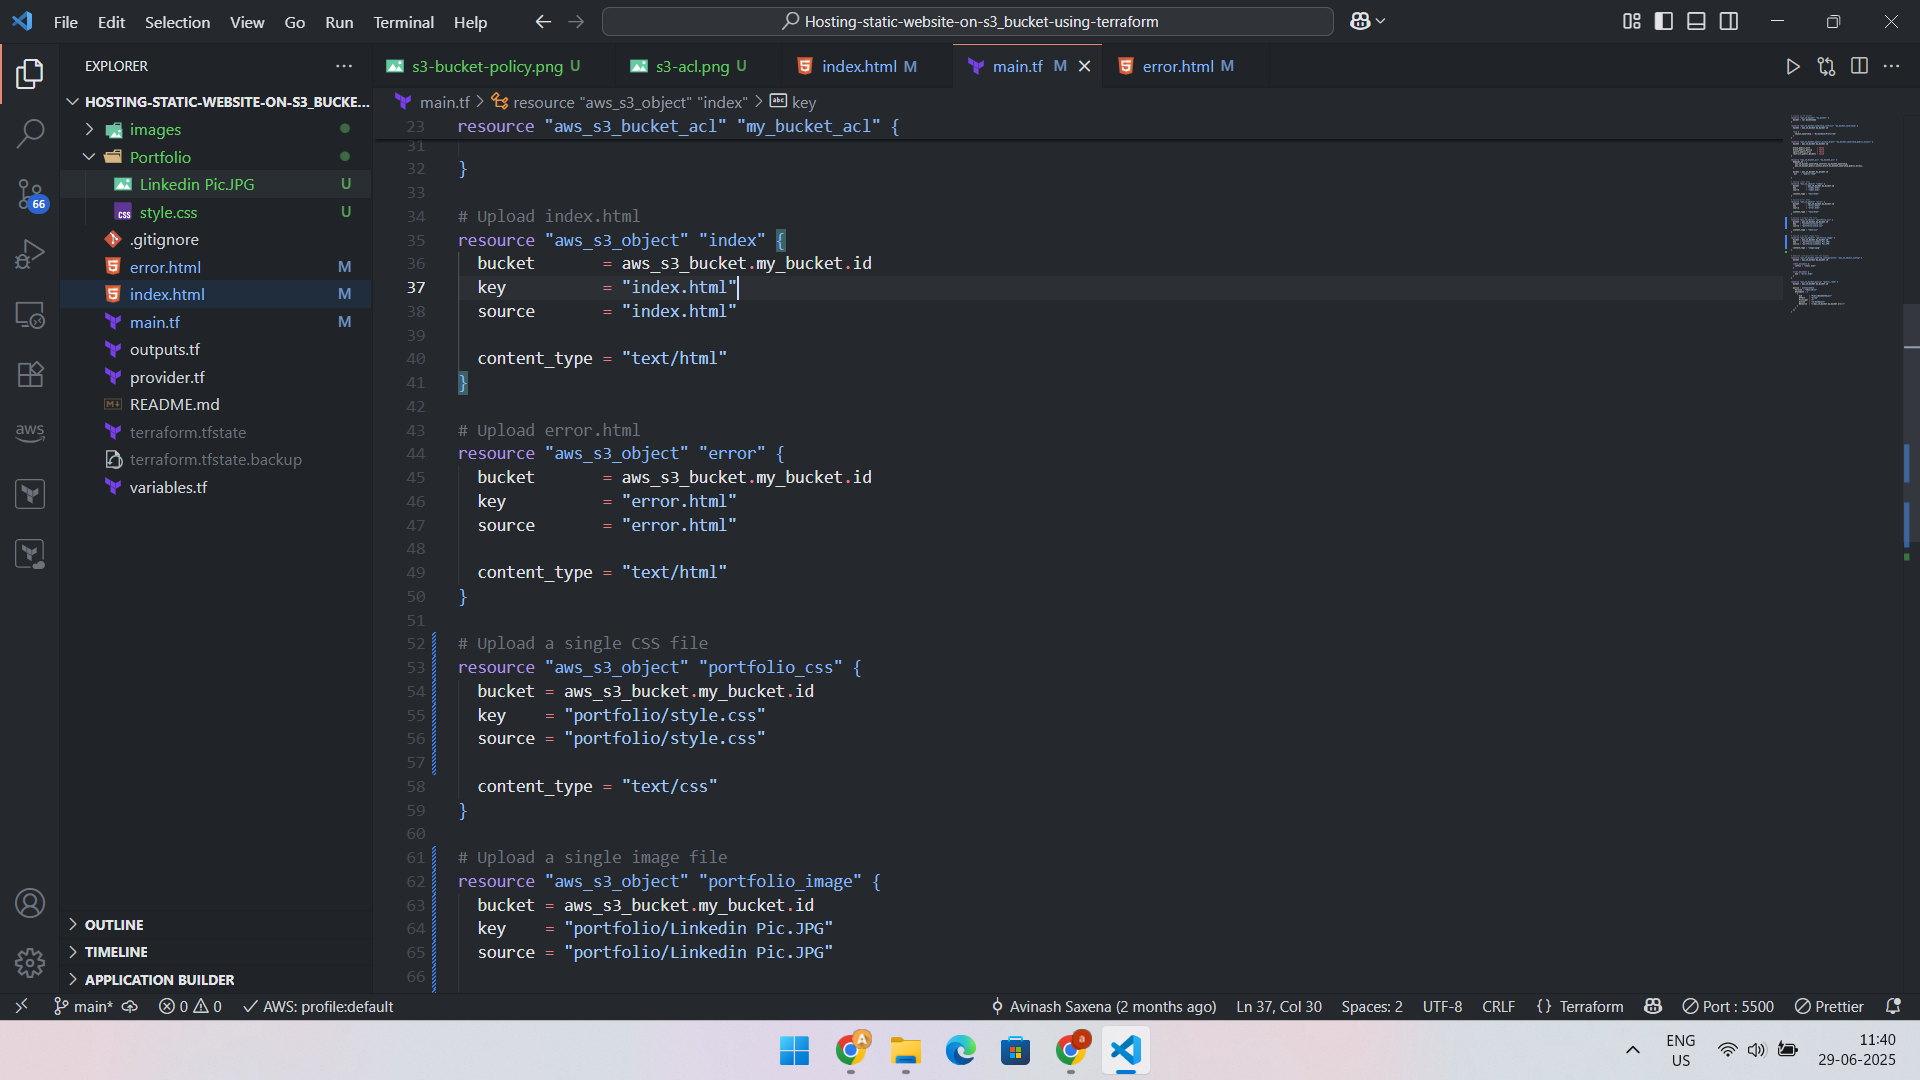 File Edit Selection View Go Run Terminal Help
Hosting-static-website-on-s3_bucket-using-terraform
EXPLORER
HOSTING-STATIC-WEBSITE-ON-S3_BUCKE...
images
Portfolio
Linkedin Pic.JPG U
style.css U
.gitignore
error.html M
index.html M
main.tf M
outputs.tf
provider.tf
README.md
terraform.tfstate
terraform.tfstate.backup
variables.tf
OUTLINE
TIMELINE
APPLICATION BUILDER
66
aws
s3-bucket-policy.png U s3-acl.png U index.html M main.tf M error.html M
main.tf > resource "aws_s3_object" "index" > key
23 resource "aws_s3_bucket_acl" "my_bucket_acl" {
31
32 }
33
34 # Upload index.html
35 resource "aws_s3_object" "index" {
36 bucket = aws_s3_bucket.my_bucket.id
37 key = "index.html"
38 source = "index.html"
39
40 content_type = "text/html"
41 }
42
43 # Upload error.html
44 resource "aws_s3_object" "error" {
45 bucket = aws_s3_bucket.my_bucket.id
46 key = "error.html"
47 source = "error.html"
48
49 content_type = "text/html"
50 }
51
52 # Upload a single CSS file
53 resource "aws_s3_object" "portfolio_css" {
54 bucket = aws_s3_bucket.my_bucket.id
55 key = "portfolio/style.css"
56 source = "portfolio/style.css"
57
58 content_type = "text/css"
59 }
60
61 # Upload a single image file
62 resource "aws_s3_object" "portfolio_image" {
63 bucket = aws_s3_bucket.my_bucket.id
64 key = "portfolio/Linkedin Pic.JPG"
65 source = "portfolio/Linkedin Pic.JPG"
66
main* 0 0 AWS: profile:default Avinash Saxena (2 months ago) Ln 37, Col 30 Spaces: 2 UTF-8 CRLF {} Terraform Port : 5500 Prettier
ENG
US
11:40
29-06-2025